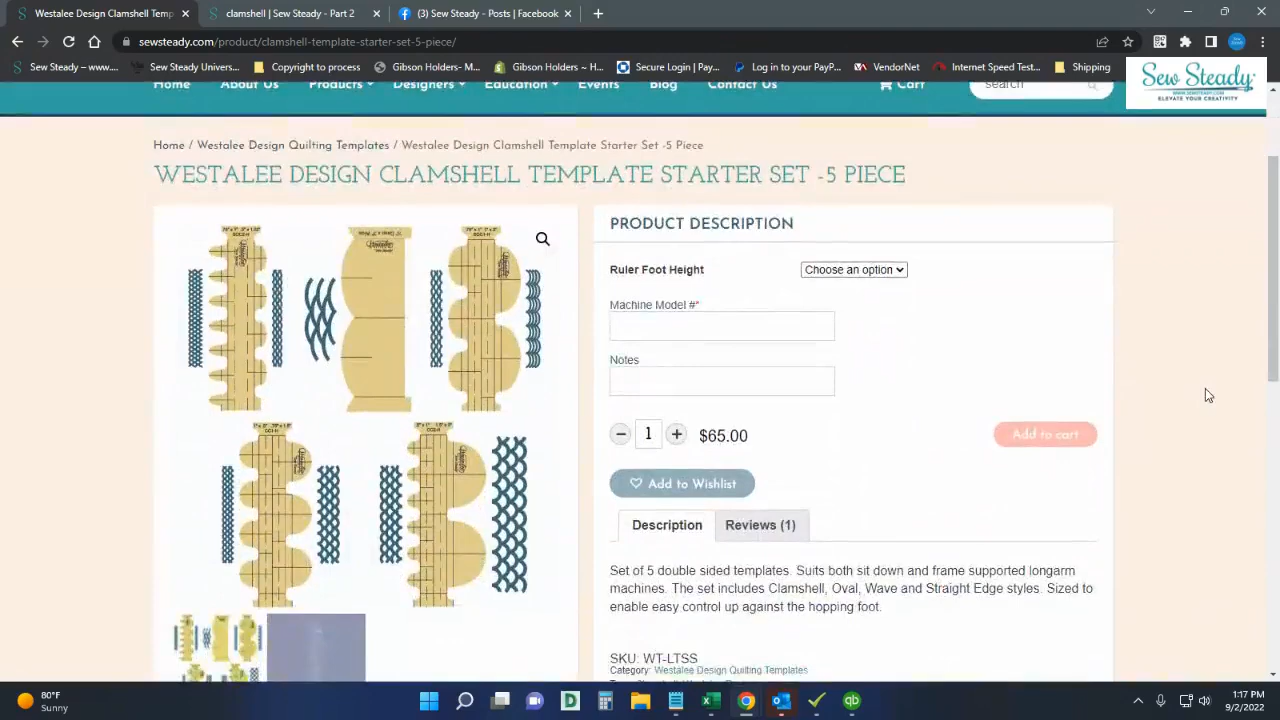 Westalee Design Clamshell Temp
clamshell | Sew Steady - Part 2
(3) Sew Steady - Posts | Facebook
sewsteady.com/product/clamshell-template-starter-set-5-piece/
Sew Steady – www....
Sew Steady Univers...
Copyright to process
Gibson Holders- M...
Gibson Holders ~ H...
Secure Login | Pay...
Log in to your PayP...
VendorNet
Internet Speed Test...
Shipping
Sew Steady
WWW.SEWSTEADY.COM
ELEVATE YOUR CREATIVITY
Home About Us Products Designers Education Events Blog Contact Us Cart Search
Home / Westalee Design Quilting Templates / Westalee Design Clamshell Template Starter Set -5 Piece
WESTALEE DESIGN CLAMSHELL TEMPLATE STARTER SET -5 PIECE
PRODUCT DESCRIPTION
Ruler Foot Height
Choose an option
Machine Model #*
Notes
− 1 + $65.00
Add to cart
Add to Wishlist
Description
Reviews (1)
Set of 5 double sided templates. Suits both sit down and frame supported longarm
machines. The set includes Clamshell, Oval, Wave and Straight Edge styles. Sized to
enable easy control up against the hopping foot.
SKU: WT-LTSS
Category: Westalee Design Quilting Templates
80°F
Sunny
1:17 PM
9/2/2022